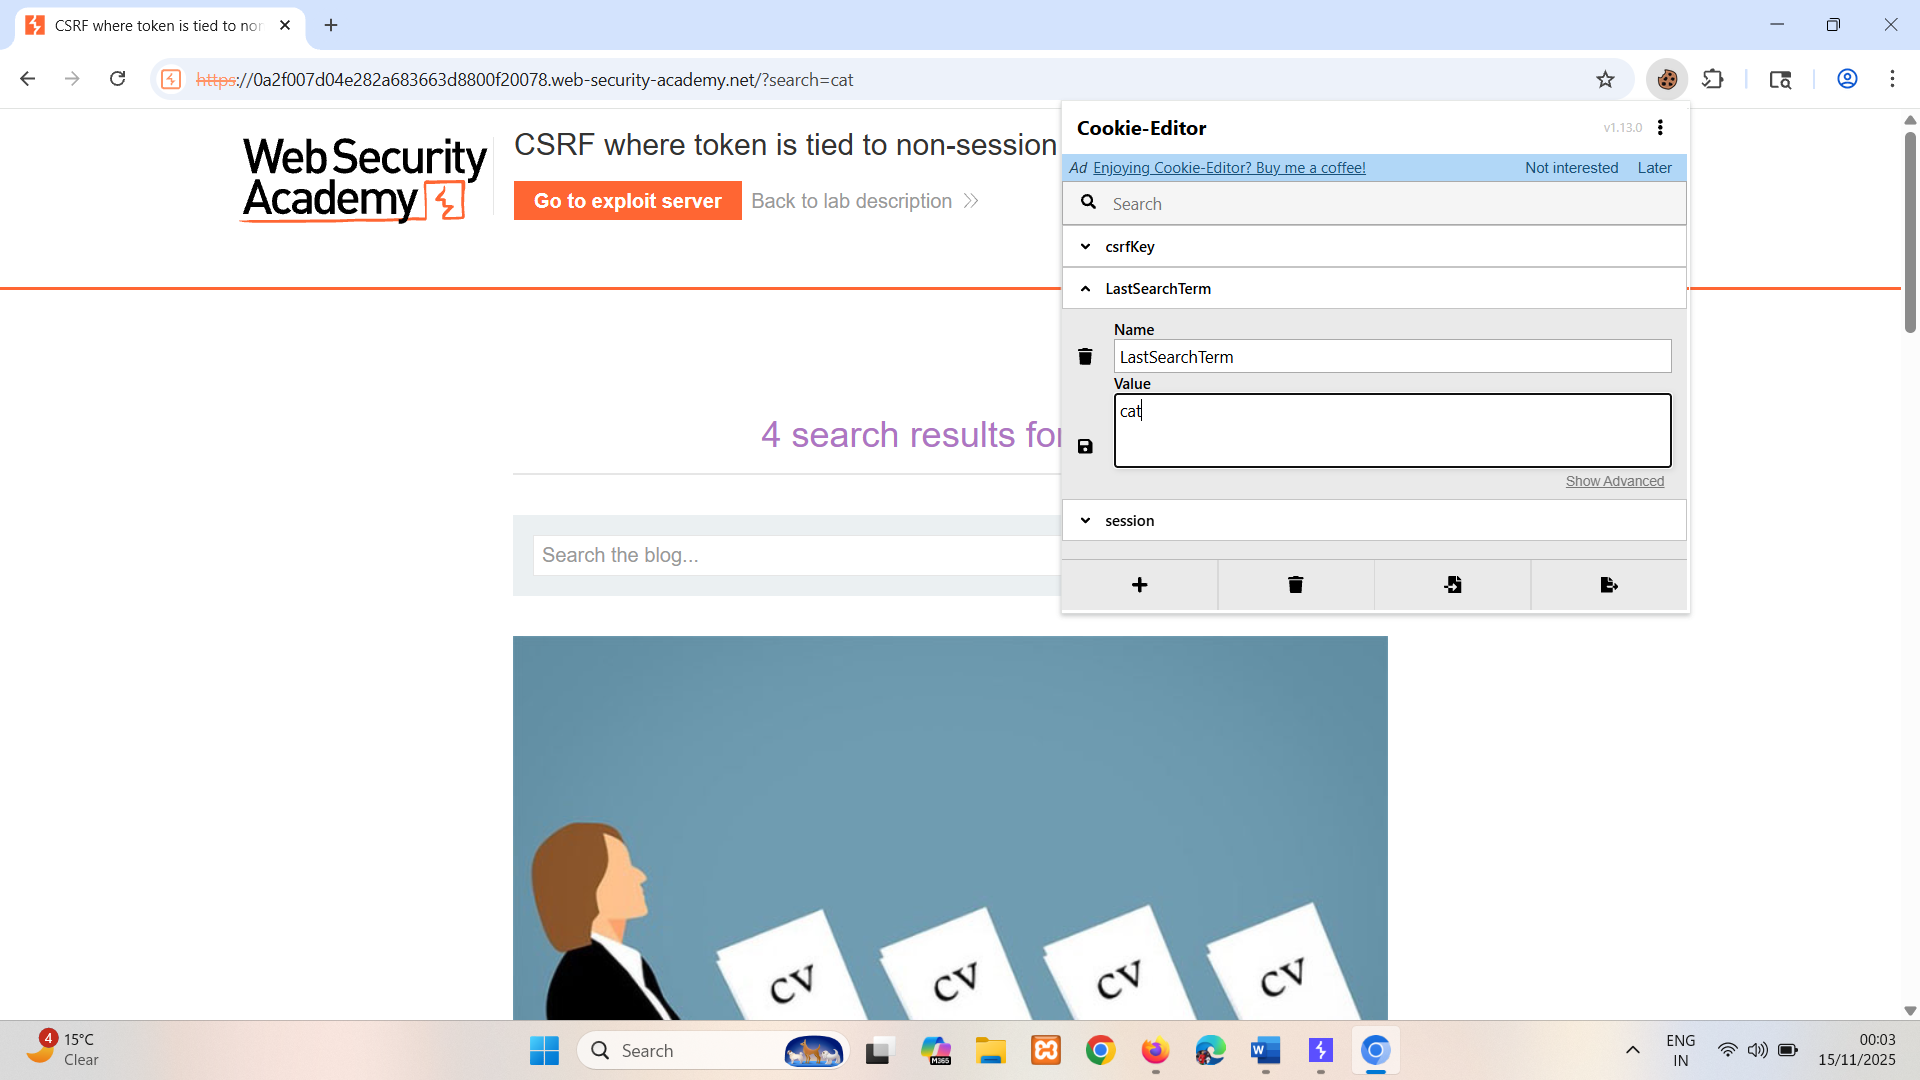 CSRF where token is tied to nor
https://0a2f007d04e282a683663d8800f20078.web-security-academy.net/?search=cat
Web Security
Academy
CSRF where token is tied to non-session
Go to exploit server
Back to lab description
Cookie-Editor
v1.13.0
Ad Enjoying Cookie-Editor? Buy me a coffee!
Not interested
Later
Search
csrfKey
LastSearchTerm
Name
LastSearchTerm
Value
cat
Show Advanced
session
4 search results for
Search the blog...
CV
CV
CV
CV
4
15°C
Clear
Search
M365
W
ENG
IN
00:03
15/11/2025